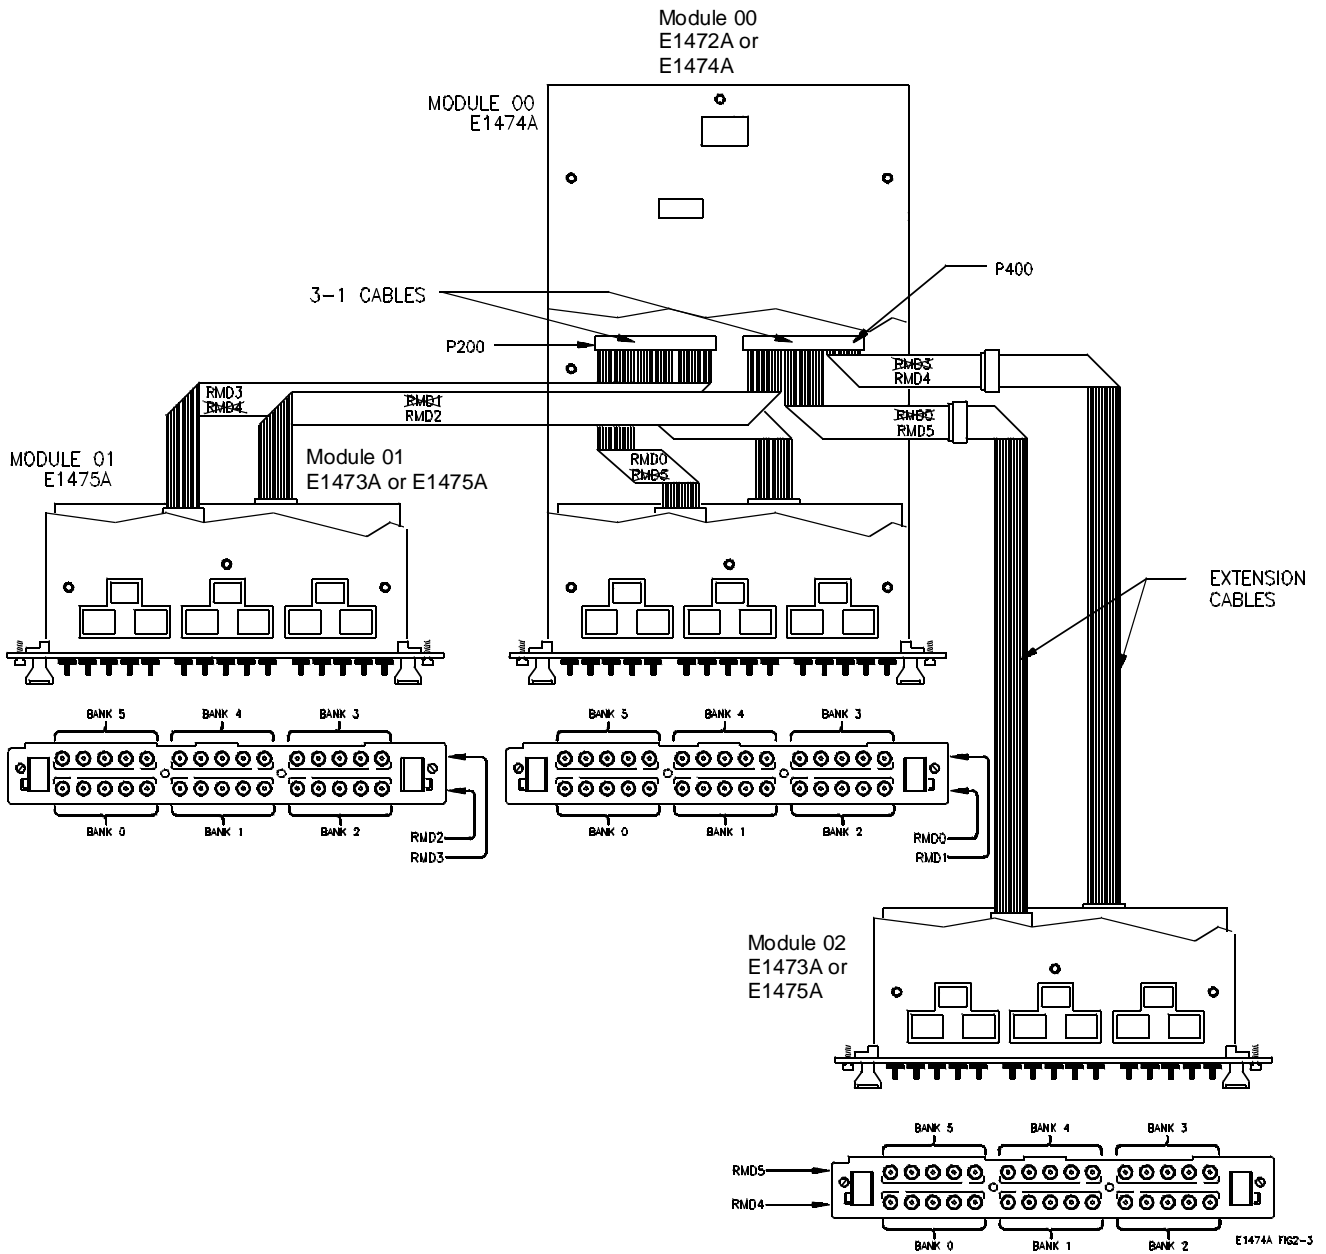 Module 00
E1472A or
E1474A
MODULE 00
E1474A
P400
3-1 CABLES
P200
RMD3
RMD4
RMD3
RMD4
RMD1
RMD2
RMD0
RMD5
MODULE 01
E1475A
Module 01
E1473A or E1475A
RMD0
RMD5
EXTENSION
CABLES
BANK 5
BANK 4
BANK 3
BANK 5
BANK 4
BANK 3
BANK 0
BANK 1
BANK 2
RMD2
RMD3
BANK 0
BANK 1
BANK 2
RMD0
RMD1
Module 02
E1473A or
E1475A
BANK 5
BANK 4
BANK 3
RMD5
RMD4
BANK 0
BANK 1
BANK 2
E1474A FIG2-3